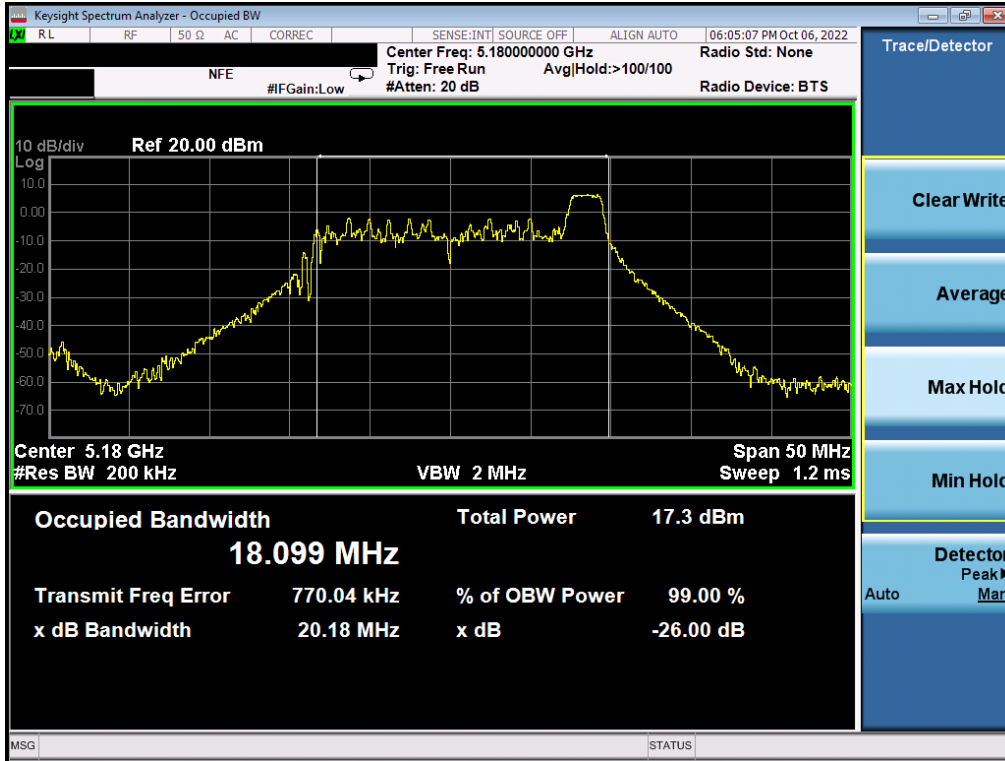 Keysight Spectrum Analyzer - Occupied BW
LXI RL RF 50 Ω AC CORREC SENSE:INT SOURCE OFF ALIGN AUTO 06:05:07 PM Oct 06, 2022
NFE
#IFGain:Low
Center Freq: 5.180000000 GHz
Trig: Free Run Avg|Hold:>100/100
#Atten: 20 dB
Radio Std: None
Radio Device: BTS
10 dB/div Ref 20.00 dBm
Log
10.0
0.00
-10.0
-20.0
-30.0
-40.0
-50.0
-60.0
-70.0
Center 5.18 GHz Span 50 MHz
#Res BW 200 kHz VBW 2 MHz Sweep 1.2 ms
Occupied Bandwidth Total Power 17.3 dBm
18.099 MHz
Transmit Freq Error 770.04 kHz % of OBW Power 99.00 %
x dB Bandwidth 20.18 MHz x dB -26.00 dB
MSG STATUS
Trace/Detector
Clear Write
Average
Max Hold
Min Hold
Detector
Peak▶
Auto Man